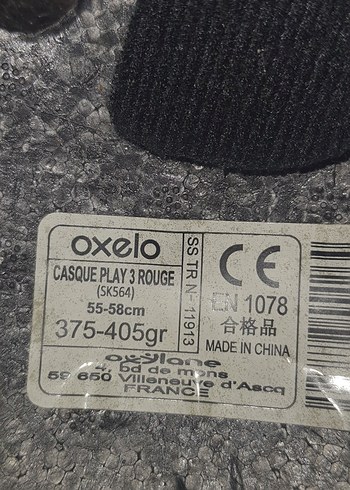 oxelo
CASQUE PLAY 3 ROUGE
(SK564)
55-58cm
375-405gr
SS TR N- 11913
CE
EN 1078
合格品
MADE IN CHINA
oxylane
4, bd de mons
59 650 Villeneuve d'Ascq
FRANCE